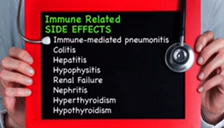 Immune Related
SIDE EFFECTS
Immune-mediated pneumonitis
Colitis
Hepatitis
Hypophysitis
Renal Failure
Nephritis
Hyperthyroidism
Hypothyroidism